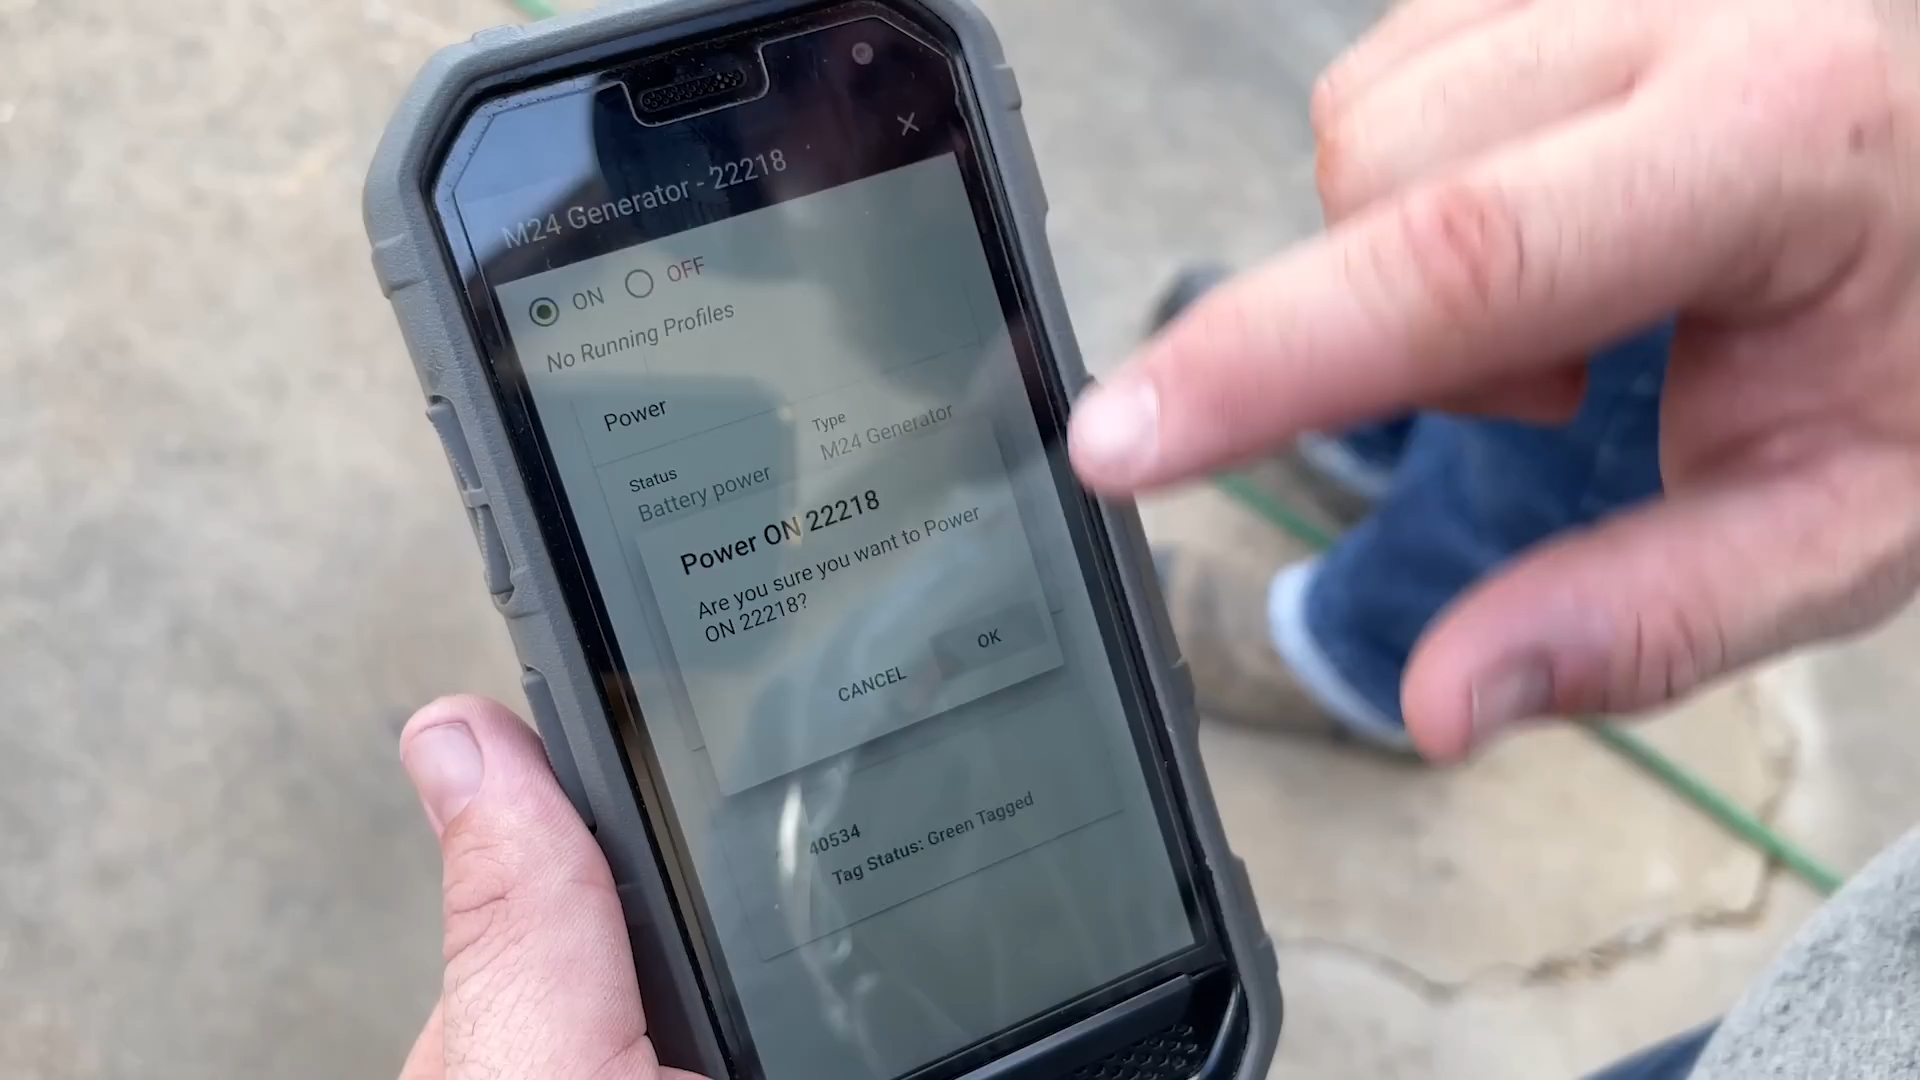 M24 Generator - 22218
ON OFF
No Running Profiles
Power
Status
Battery power
Type
M24 Generator
Power ON 22218
Are you sure you want to Power
ON 22218?
CANCEL OK
40534
Tag Status: Green Tagged